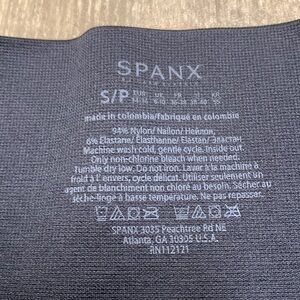 SPANX
S/P
made in colombia/fabriqué en colombie
94% Nylon/ Nailon/ Нейлон,
6% Elastane/ Élasthanne/ Elastan/ Эластан
Machine wash cold, gentle cycle. Inside out.
Only non-chlorine bleach when needed.
Tumble dry low. Do not iron. Laver à la machine à
froid à l' envers, cycle délicat. Utiliser seulement un
agent de blanchiment non chloré au besoin. Sécher au
sèche-linge à basse température. Ne pas repasser.
SPANX 3035 Peachtree Rd NE
Atlanta, GA 30305 U.S.A.
RN112121